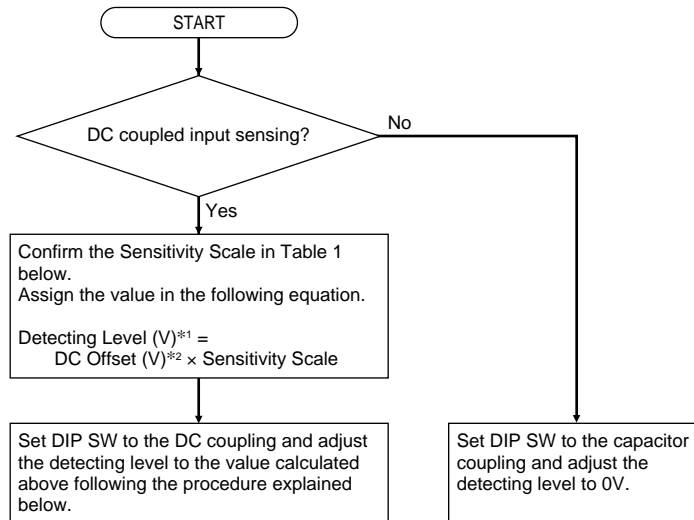 START
DC coupled input sensing?
No
Yes
Confirm the Sensitivity Scale in Table 1
below.
Assign the value in the following equation.
Detecting Level (V)*1 =
DC Offset (V)*2 × Sensitivity Scale
Set DIP SW to the DC coupling and adjust
the detecting level to the value calculated
above following the procedure explained
below.
Set DIP SW to the capacitor
coupling and adjust the
detecting level to 0V.